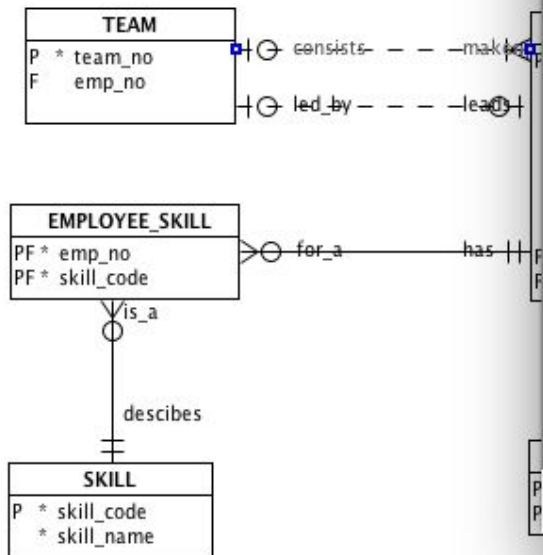 TEAM
P * team_no
F emp_no
consists
led_by leads
EMPLOYEE_SKILL
PF * emp_no
PF * skill_code
for_a has
is_a
descibes
SKILL
P * skill_code
* skill_name
P
P